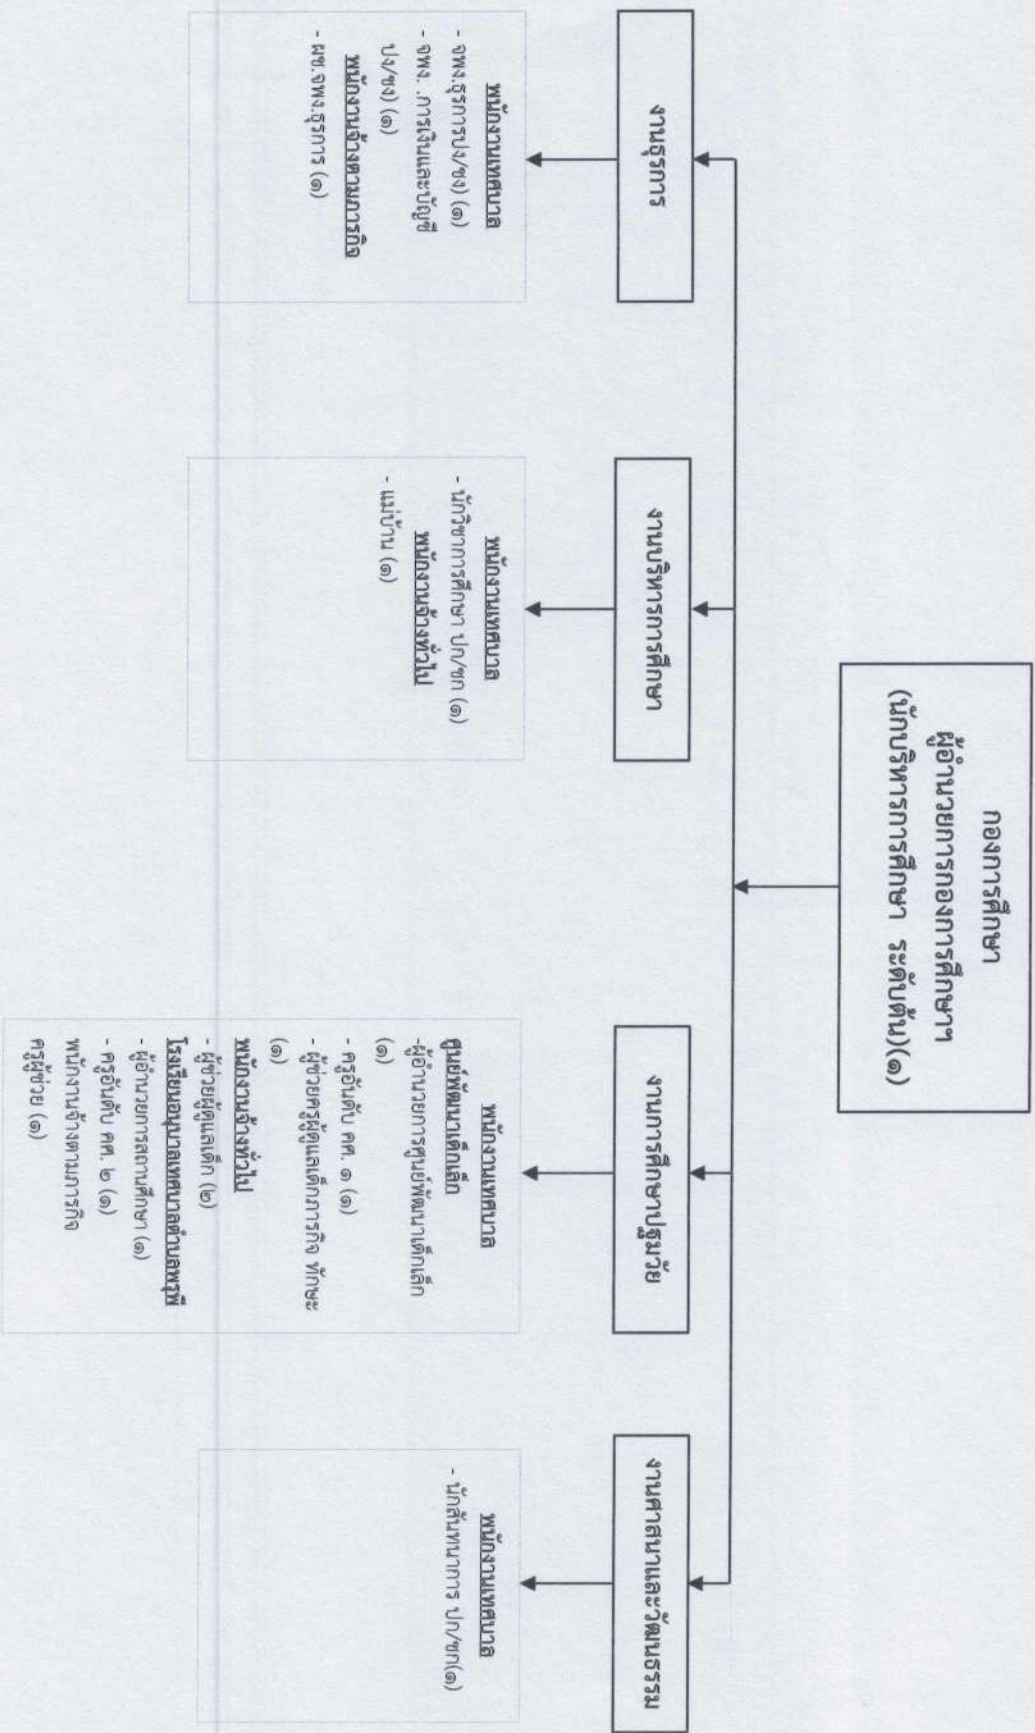 กองการศึกษา
ผู้อำนวยการกองการศึกษาฯ
(นักบริหารการศึกษา ระดับต้น)(๑)
งานธุรการ
พนักงานเทศบาล
- จพง.ธุรการปง/ชง) (๑)
- จพง. .การเงินและบัญชี
ปง/ชง) (๑)
พนักงานจ้างตามภารกิจ
- ผช.จพง.ธุรการ (๑)
งานบริหารการศึกษา
พนักงานเทศบาล
- นักวิชาการศึกษา ปก/ชก (๑)
พนักงานจ้างทั่วไป
- แม่บ้าน (๑)
งานการศึกษาปฐมวัย
พนักงานเทศบาล
ศูนย์พัฒนาเด็กเล็ก
-ผู้อำนวยการศูนย์พัฒนาเด็กเล็ก
(๑)
- ครูอันดับ คศ. ๑ (๑)
- ผู้ช่วยครูผู้ดูแลเด็กภารกิจ ทักษะ
(๑)
พนักงานจ้างทั่วไป
- ผู้ช่วยผู้ดูแลเด็ก (๒)
โรงเรียนอนุบาลเทศบาลตำบลพรุพี
- ผู้อำนวยการสถานศึกษา (๑)
- ครูอันดับ คศ. ๒ (๑)
พนักงานจ้างตามภารกิจ
ครูผู้ช่วย (๑)
งานศาสนาและวัฒนธรรม
พนักงานเทศบาล
- นักสันทนาการ ปก/ชก(๑)